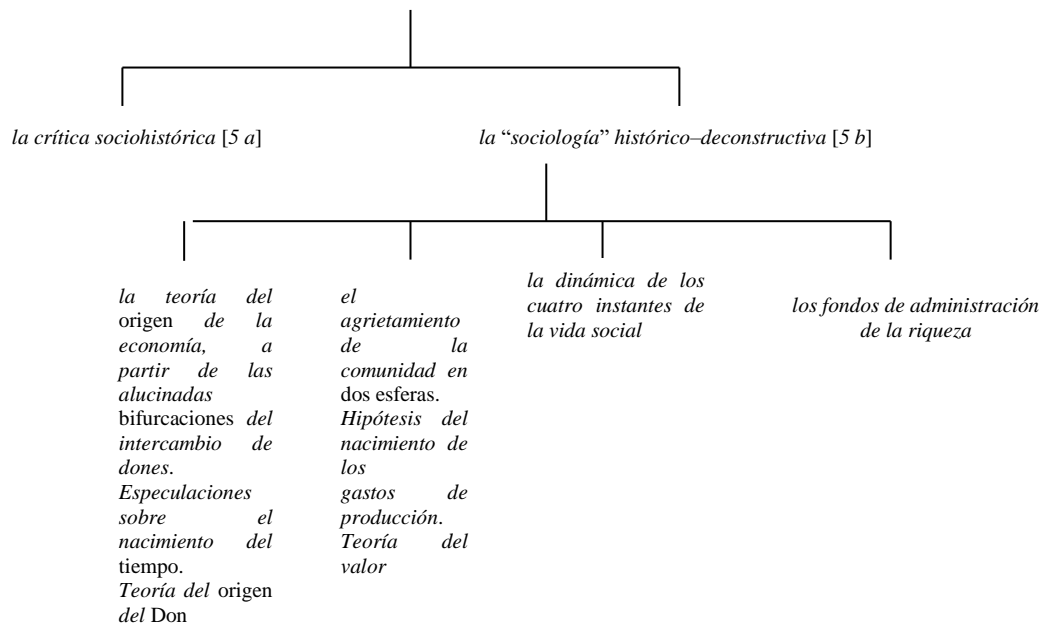 la crítica sociohistórica [5 a]
la “sociología” histórico–deconstructiva [5 b]
la teoría del
origen de la
economía, a
partir de las
alucinadas
bifurcaciones del
intercambio de
dones.
Especulaciones
sobre el
nacimiento del
tiempo.
Teoría del origen
del Don
el
agrietamiento
de la
comunidad en
dos esferas.
Hipótesis del
nacimiento de
los
gastos de
producción.
Teoría del
valor
la dinámica de los
cuatro instantes de
la vida social
los fondos de administración
de la riqueza